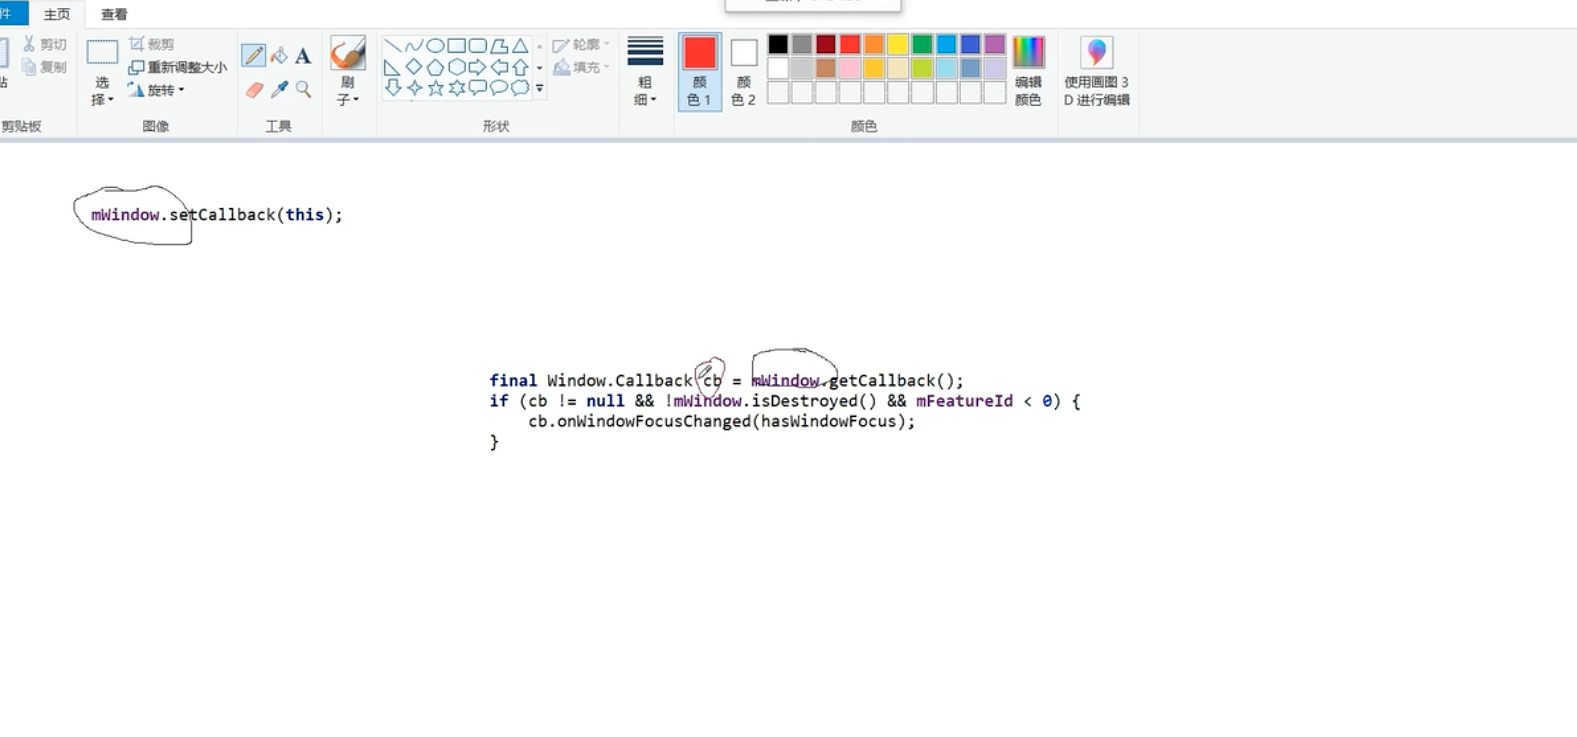 件 主页 查看
剪切
复制
剪贴板
选
择
裁剪
重新调整大小
旋转
图像
A
工具
刷
子
轮廓
填充
形状
粗
细
颜
色 1
颜
色 2
颜色
编辑
颜色
使用画图 3
D 进行编辑
mWindow.setCallback(this);
final Window.Callback cb = mWindow.getCallback();
if (cb != null && !mWindow.isDestroyed() && mFeatureId < 0) {
cb.onWindowFocusChanged(hasWindowFocus);
}